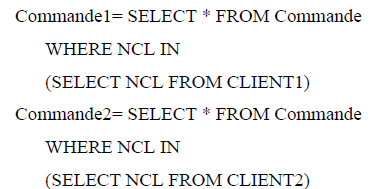 Commande1= SELECT * FROM Commande
WHERE NCL IN
(SELECT NCL FROM CLIENT1)
Commande2= SELECT * FROM Commande
WHERE NCL IN
(SELECT NCL FROM CLIENT2)